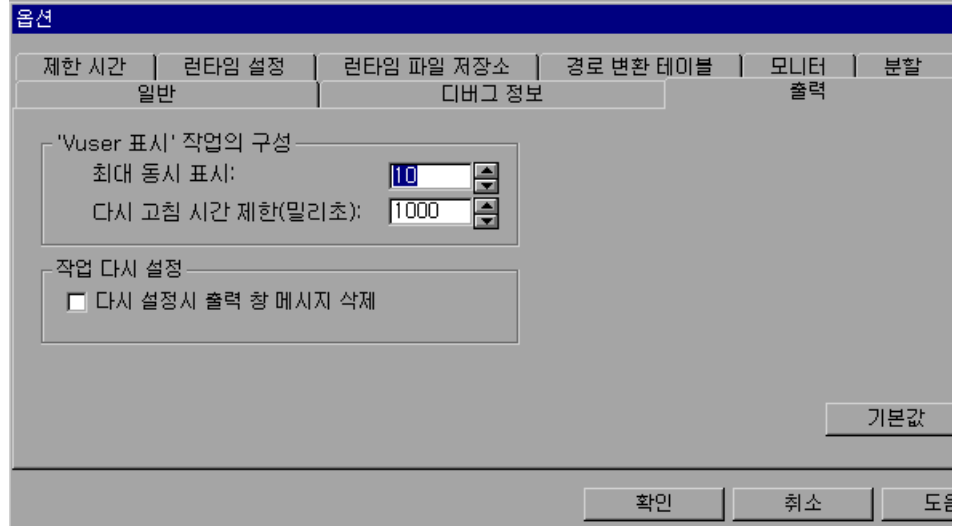 옵션
제한 시간 런타임 설정 런타임 파일 저장소 경로 변환 테이블 모니터 분할
일반 디버그 정보 출력
'Vuser 표시' 작업의 구성
최대 동시 표시: 10
다시 고침 시간 제한(밀리초): 1000
작업 다시 설정
다시 설정시 출력 창 메시지 삭제
기본값
확인 취소